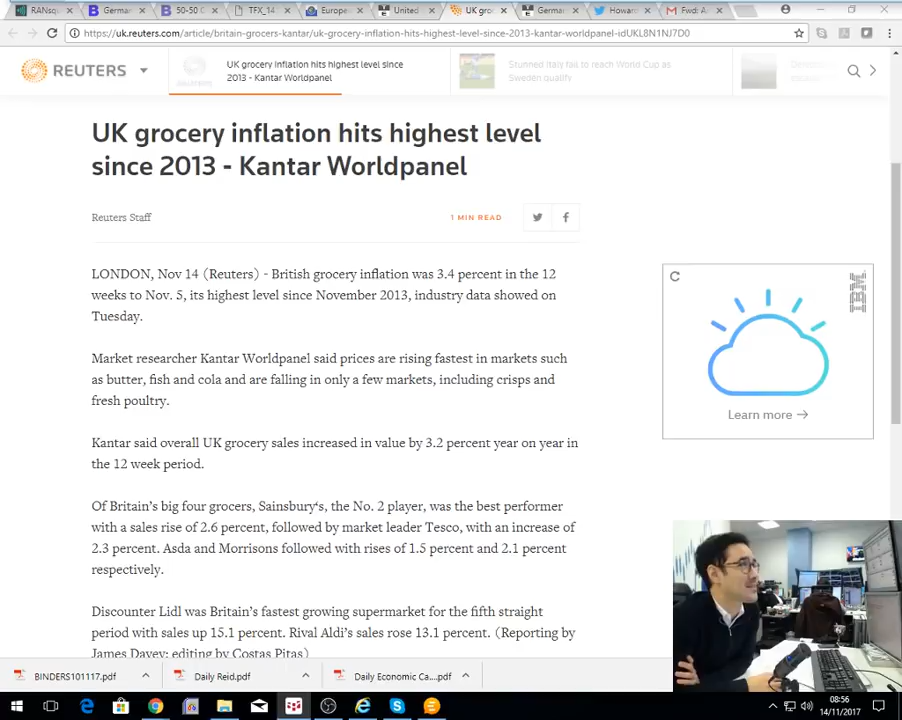 RANsq
German
50-50 C
TFX_14
Europe
United
UK gro
German
Howar
Fwd: A
https://uk.reuters.com/article/britain-grocers-kantar/uk-grocery-inflation-hits-highest-level-since-2013-kantar-worldpanel-idUKL8N1NJ7D0
REUTERS
UK grocery inflation hits highest level
since 2013 - Kantar Worldpanel
Stunned Italy fail to reach World Cup as
Sweden qualify
UK grocery inflation hits highest level
since 2013 - Kantar Worldpanel
Reuters Staff
1 MIN READ
LONDON, Nov 14 (Reuters) - British grocery inflation was 3.4 percent in the 12
weeks to Nov. 5, its highest level since November 2013, industry data showed on
Tuesday.
Market researcher Kantar Worldpanel said prices are rising fastest in markets such
as butter, fish and cola and are falling in only a few markets, including crisps and
fresh poultry.
Kantar said overall UK grocery sales increased in value by 3.2 percent year on year in
the 12 week period.
Of Britain's big four grocers, Sainsbury's, the No. 2 player, was the best performer
with a sales rise of 2.6 percent, followed by market leader Tesco, with an increase of
2.3 percent. Asda and Morrisons followed with rises of 1.5 percent and 2.1 percent
respectively.
Discounter Lidl was Britain's fastest growing supermarket for the fifth straight
period with sales up 15.1 percent. Rival Aldi's sales rose 13.1 percent. (Reporting by
James Davey; editing by Costas Pitas)
IBM
Learn more →
BINDERS101117.pdf
Daily Reid.pdf
Daily Economic Ca....pdf
08:56
14/11/2017